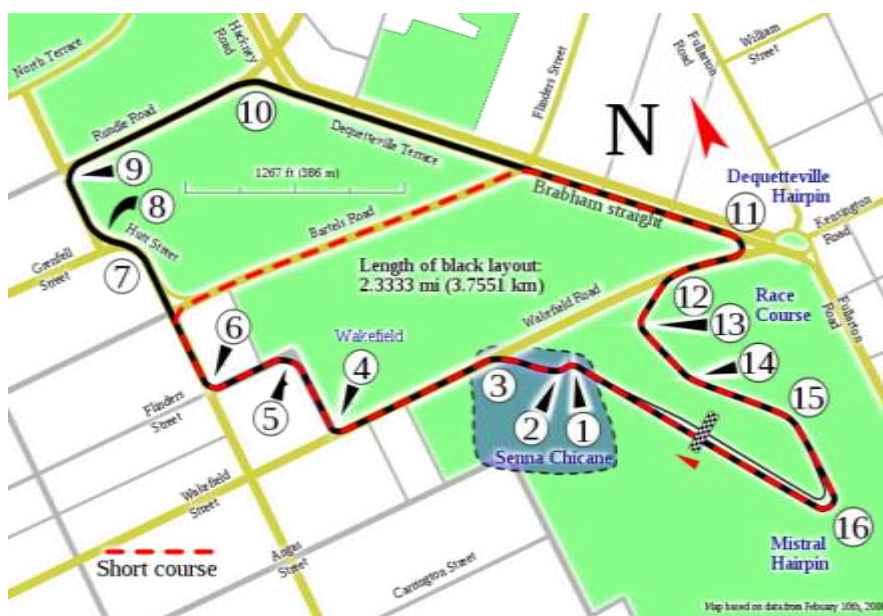 North Terrace
Hackney
Road
Flinders Street
Fullarton
Road
William
Street
N
Rundle Road
10
Dequetteville Terrace
9
1267 ft (386 m)
Dequetteville
Hairpin
8
Brabham straight
11
Kensington
Road
Bartels Road
Hutt Street
Grenfell
Street
7
Length of black layout:
2.3333 mi (3.7551 km)
12
Race
Course
Fullarton
Road
Wakefield Road
13
6
Wakefield
4
3
14
15
Flinders
Street
5
2
1
Senna Chicane
Wakefield
Street
16
Mistral
Hairpin
Angas
Street
Short course
Carrington Street
Map based on data from February 10th,